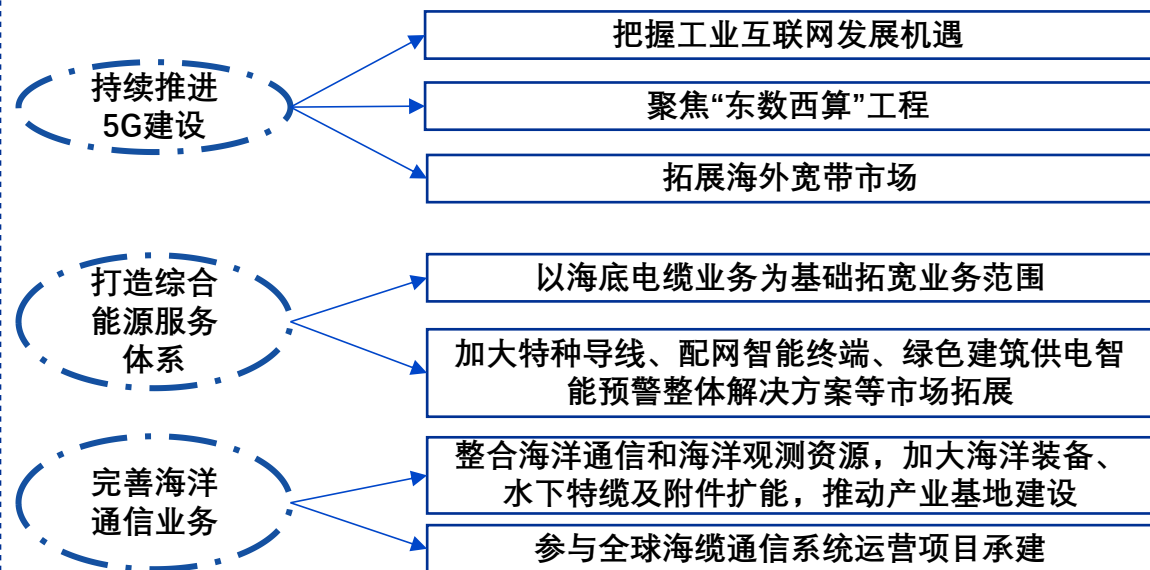 持续推进
5G建设
把握工业互联网发展机遇
聚焦“东数西算”工程
拓展海外宽带市场
打造综合
能源服务
体系
以海底电缆业务为基础拓宽业务范围
加大特种导线、配网智能终端、绿色建筑供电智
能预警整体解决方案等市场拓展
完善海洋
通信业务
整合海洋通信和海洋观测资源，加大海洋装备、
水下特缆及附件扩能，推动产业基地建设
参与全球海缆通信系统运营项目承建